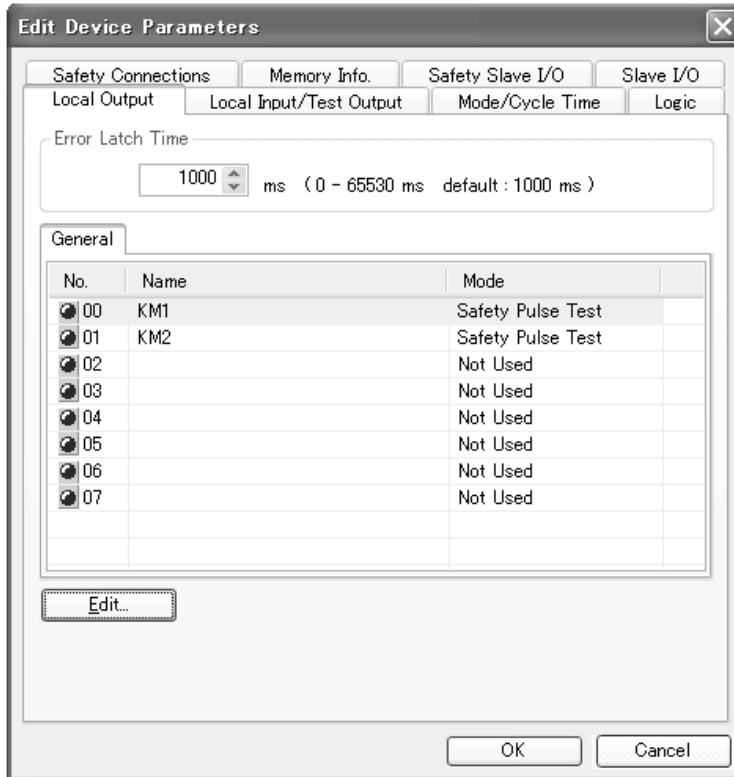 Edit Device Parameters
Safety Connections Memory Info. Safety Slave I/O Slave I/O
Local Output Local Input/Test Output Mode/Cycle Time Logic
Error Latch Time
1000 ms ( 0 - 65530 ms default : 1000 ms )
General
No. Name Mode
00 KM1 Safety Pulse Test
01 KM2 Safety Pulse Test
02 Not Used
03 Not Used
04 Not Used
05 Not Used
06 Not Used
07 Not Used
Edit...
OK Cancel